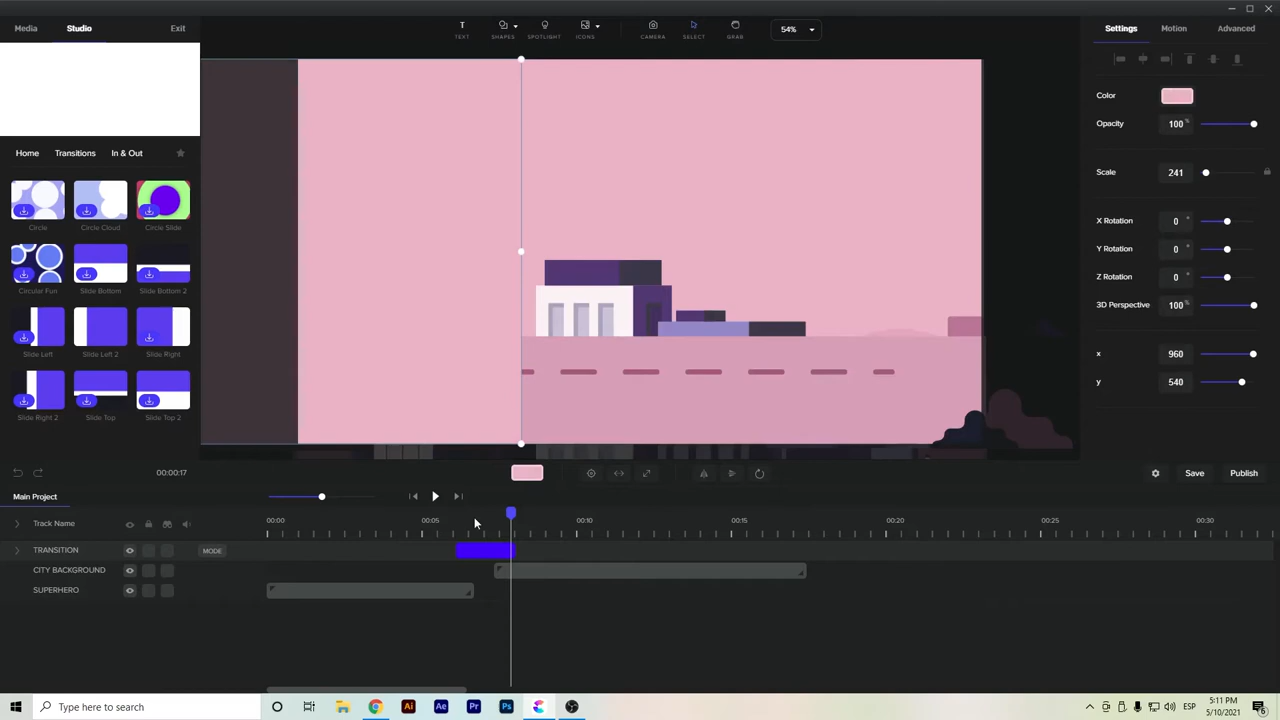 Media Studio Exit
TEXT SHAPES SPOTLIGHT ICONS CAMERA SELECT GRAB 54%
Settings Motion Advanced
Color
Opacity 100 %
Scale 241
X Rotation 0 °
Y Rotation 0 °
Z Rotation 0 °
3D Perspective 100 %
x 960
y 540
Home Transitions In & Out
Circle Circle Cloud Circle Slide
Circular Fun Slide Bottom Slide Bottom 2
Slide Left Slide Left 2 Slide Right
Slide Right 2 Slide Top Slide Top 2
00:00:17
Save Publish
Main Project
Track Name
00:00 00:05 00:10 00:15 00:20 00:25 00:30
TRANSITION MODE
CITY BACKGROUND
SUPERHERO
Type here to search
Ai Ae Pr Ps
ESP
5:11 PM
5/10/2021
6